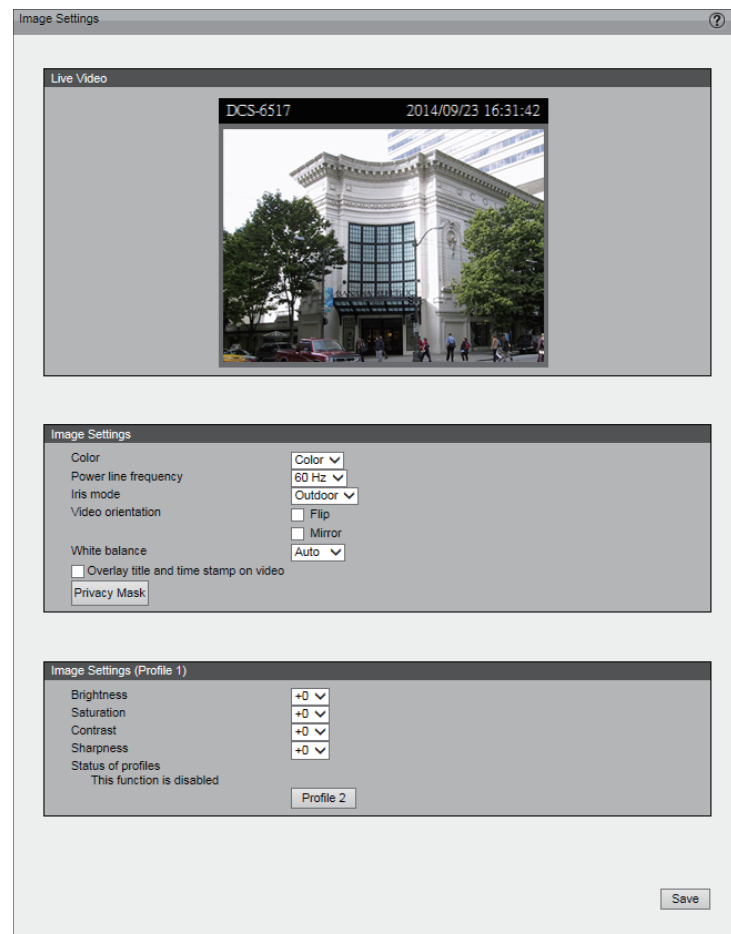 Image Settings
?
Live Video
DCS-6517 2014/09/23 16:31:42
Image Settings
Color Color
Power line frequency 60 Hz
Iris mode Outdoor
Video orientation Flip
Mirror
White balance Auto
Overlay title and time stamp on video
Privacy Mask
Image Settings (Profile 1)
Brightness +0
Saturation +0
Contrast +0
Sharpness +0
Status of profiles
This function is disabled
Profile 2
Save